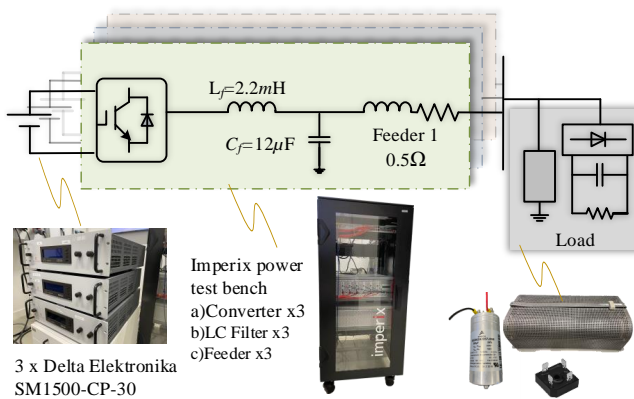 L_f=2.2mH
C_f=12μF
Feeder 1
0.5Ω
Load
Imperix power
test bench
a)Converter x3
b)LC Filter x3
c)Feeder x3
imperix
3 x Delta Elektronika
SM1500-CP-30